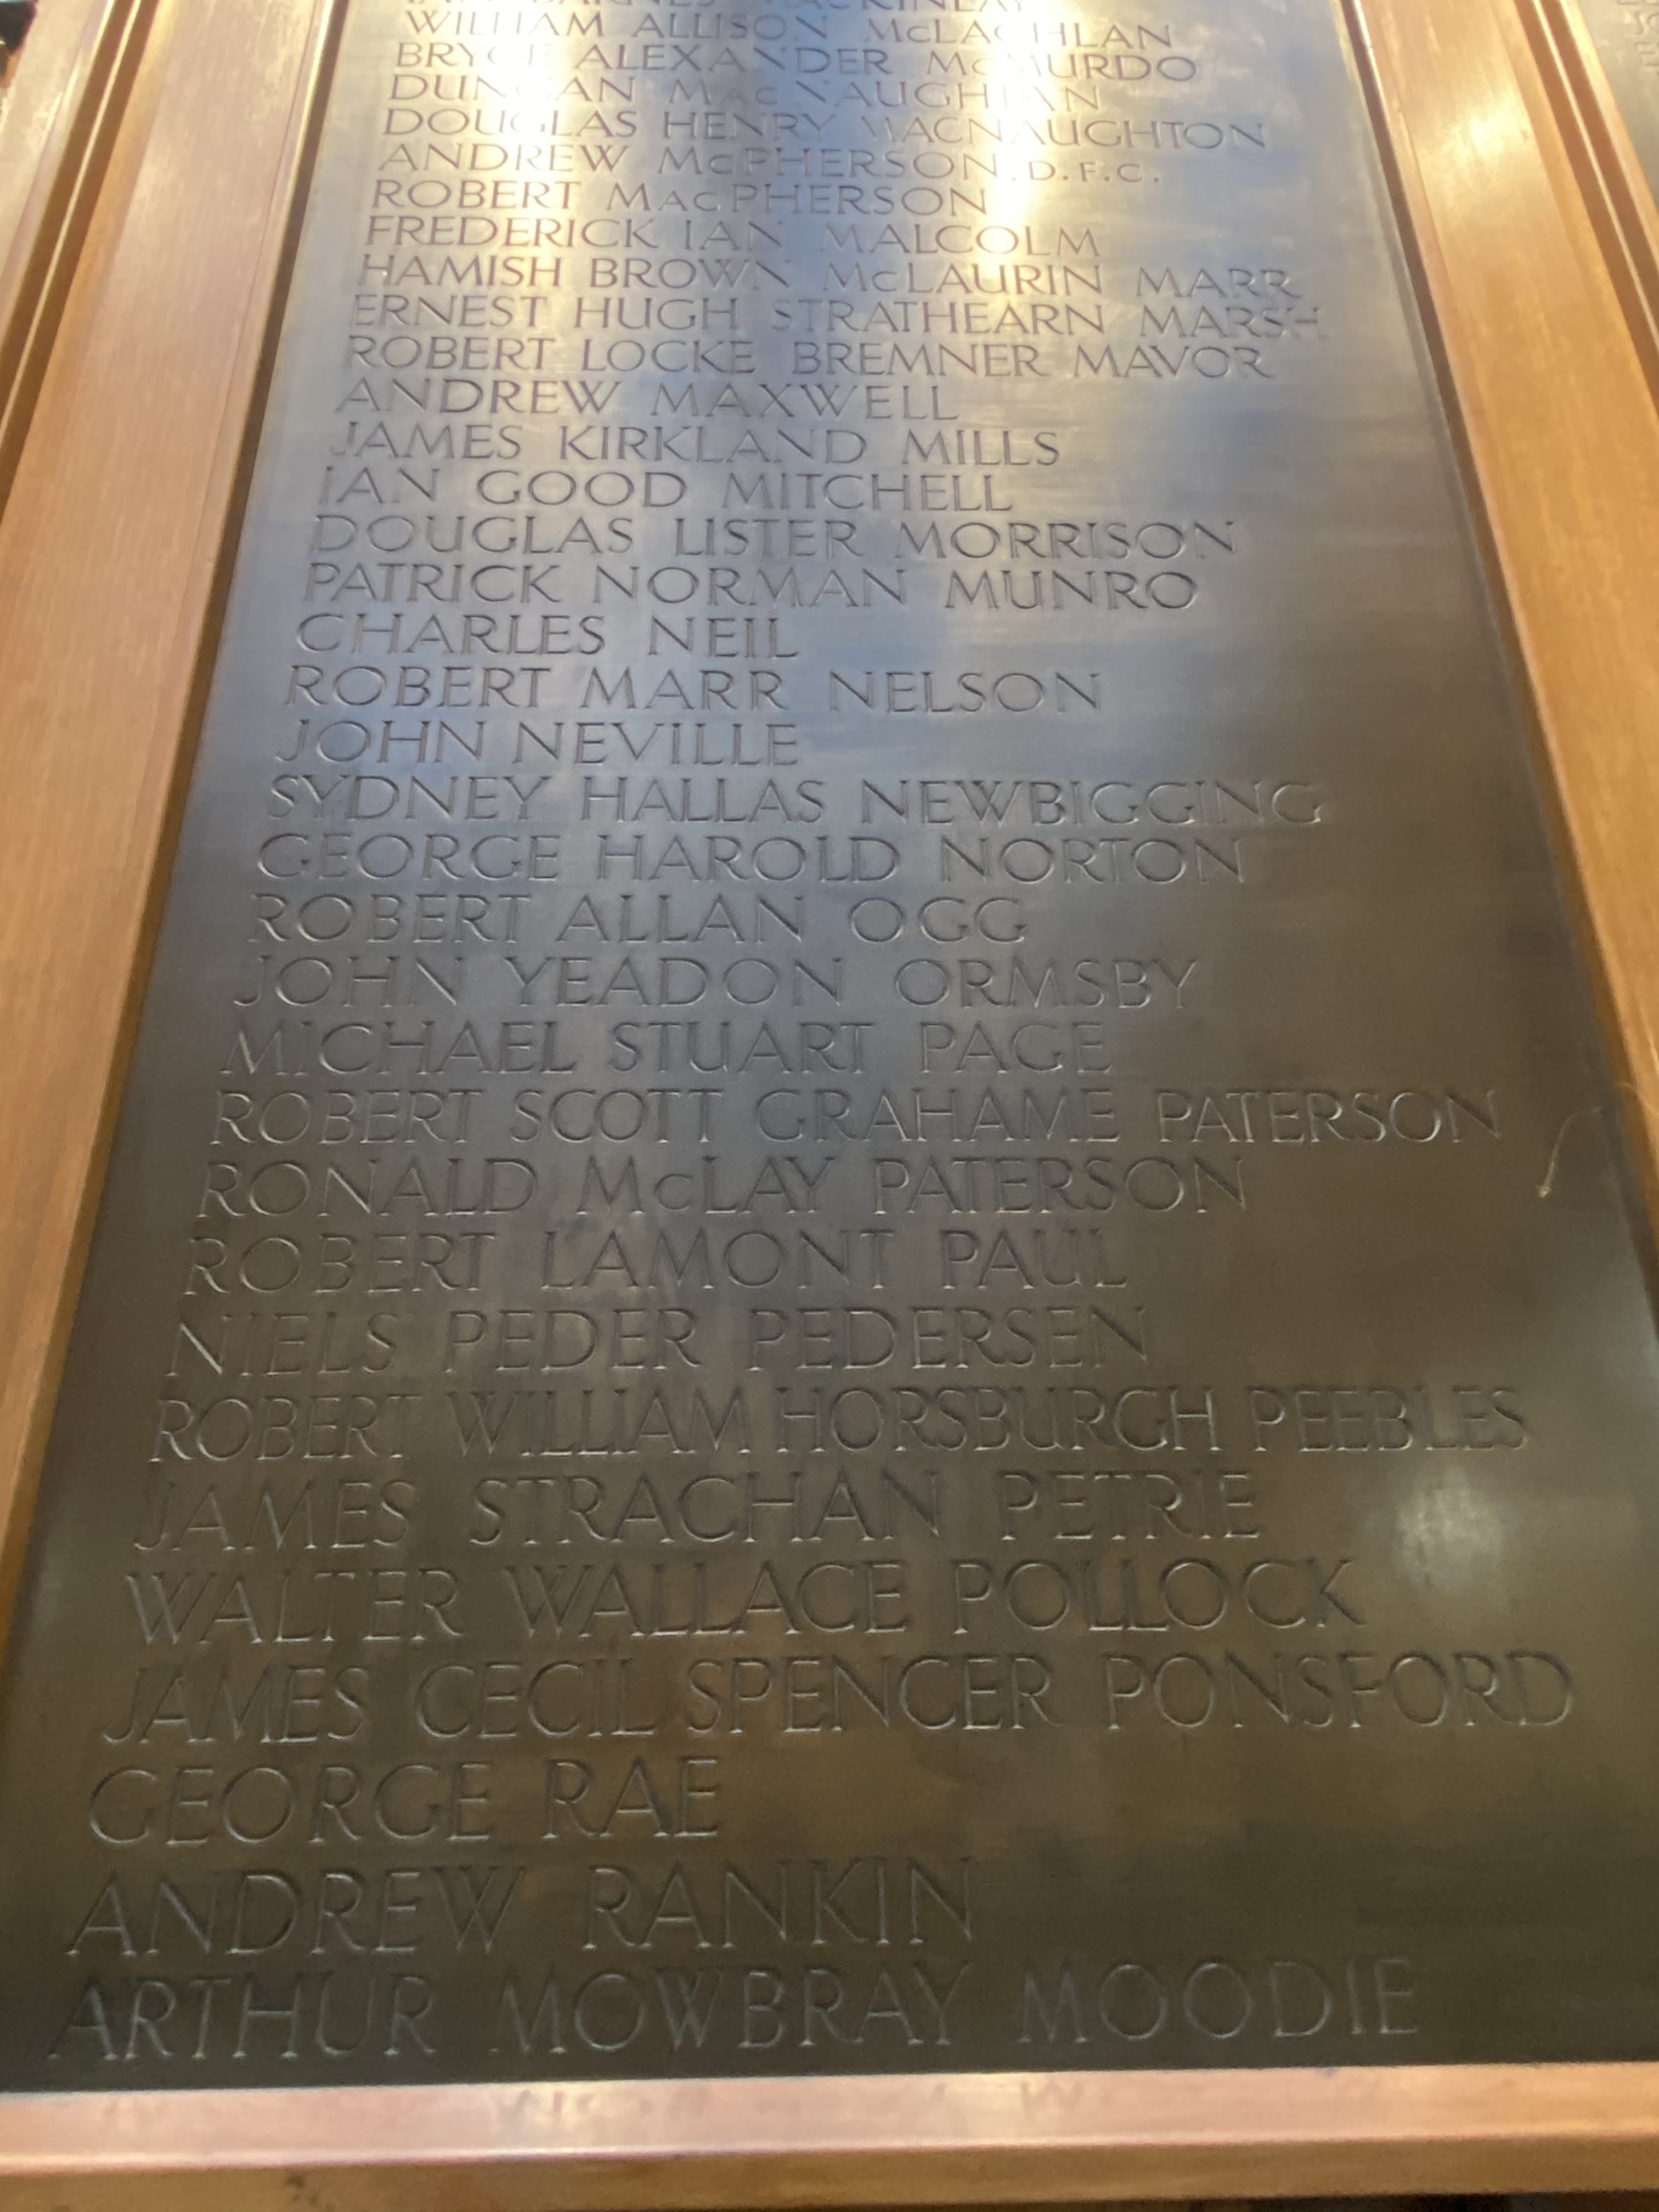 IAN BARNES MACKINLAY
WILLIAM ALLISON McLACHLAN
BRYCE ALEXANDER McMURDO
DUNCAN MacNAUGHTAN
DOUGLAS HENRY MACNAUGHTON
ANDREW McPHERSON, D.F.C.
ROBERT MacPHERSON
FREDERICK IAN MALCOLM
HAMISH BROWN McLAURIN MARR
ERNEST HUGH STRATHEARN MARSH
ROBERT LOCKE BREMNER MAVOR
ANDREW MAXWELL
JAMES KIRKLAND MILLS
IAN GOOD MITCHELL
DOUGLAS LISTER MORRISON
PATRICK NORMAN MUNRO
CHARLES NEIL
ROBERT MARR NELSON
JOHN NEVILLE
SYDNEY HALLAS NEWBIGGING
GEORGE HAROLD NORTON
ROBERT ALLAN OGG
JOHN YEADON ORMSBY
MICHAEL STUART PAGE
ROBERT SCOTT GRAHAME PATERSON
RONALD McLAY PATERSON
ROBERT LAMONT PAUL
NIELS PEDER PEDERSEN
ROBERT WILLIAM HORSBURGH PEEBLES
JAMES STRACHAN PETRIE
WALTER WALLACE POLLOCK
JAMES CECIL SPENCER PONSFORD
GEORGE RAE
ANDREW RANKIN
ARTHUR MOWBRAY MOODIE